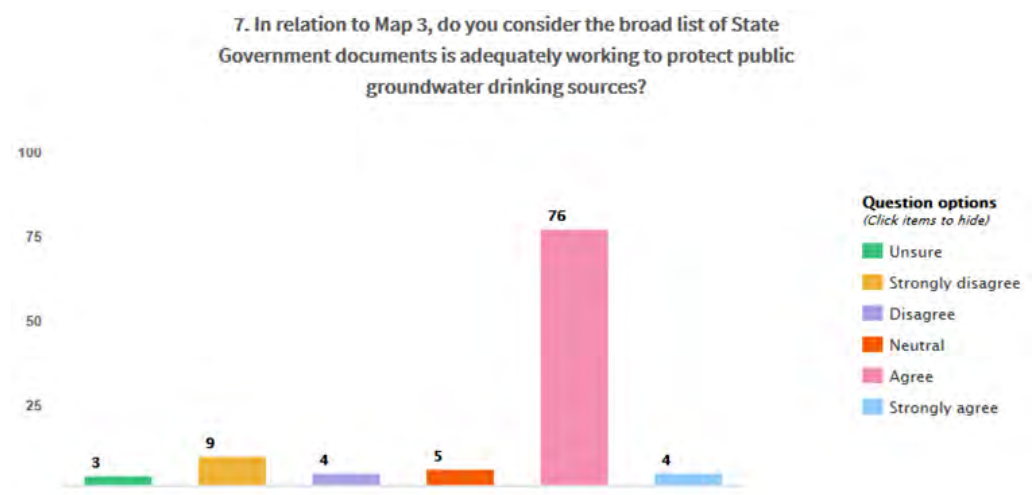 7. In relation to Map 3, do you consider the broad list of State
Government documents is adequately working to protect public
groundwater drinking sources?
100
75
50
25
3
9
4
5
76
4
Question options
(Click items to hide)
Unsure
Strongly disagree
Disagree
Neutral
Agree
Strongly agree